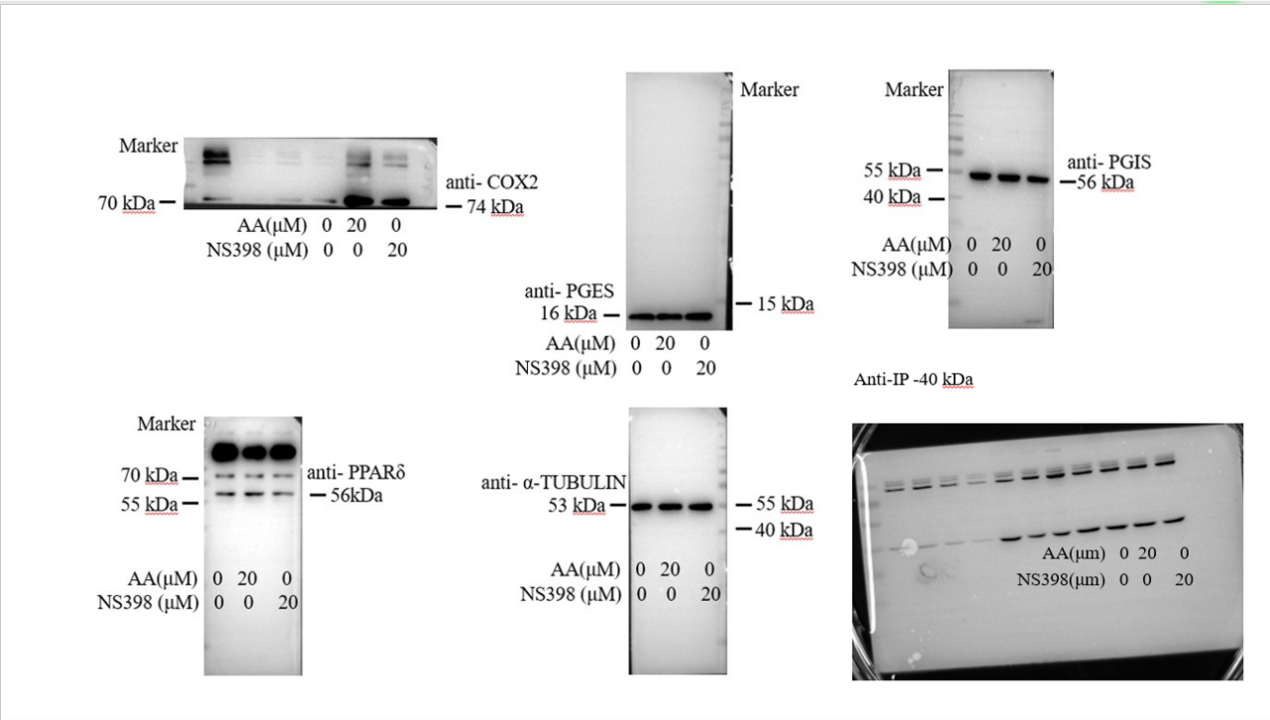 Marker
70 kDa
anti- COX2
74 kDa
AA(μM) 0 20 0
NS398 (μM) 0 0 20
Marker
anti- PGES
16 kDa
15 kDa
AA(μM) 0 20 0
NS398 (μM) 0 0 20
Marker
55 kDa
40 kDa
anti- PGIS
56 kDa
AA(μM) 0 20 0
NS398 (μM) 0 0 20
Marker
70 kDa
55 kDa
anti- PPARδ
56kDa
AA(μM) 0 20 0
NS398 (μM) 0 0 20
anti- α-TUBULIN
53 kDa
55 kDa
40 kDa
AA(μM) 0 20 0
NS398 (μM) 0 0 20
Anti-IP -40 kDa
AA(μm) 0 20 0
NS398(μm) 0 0 20